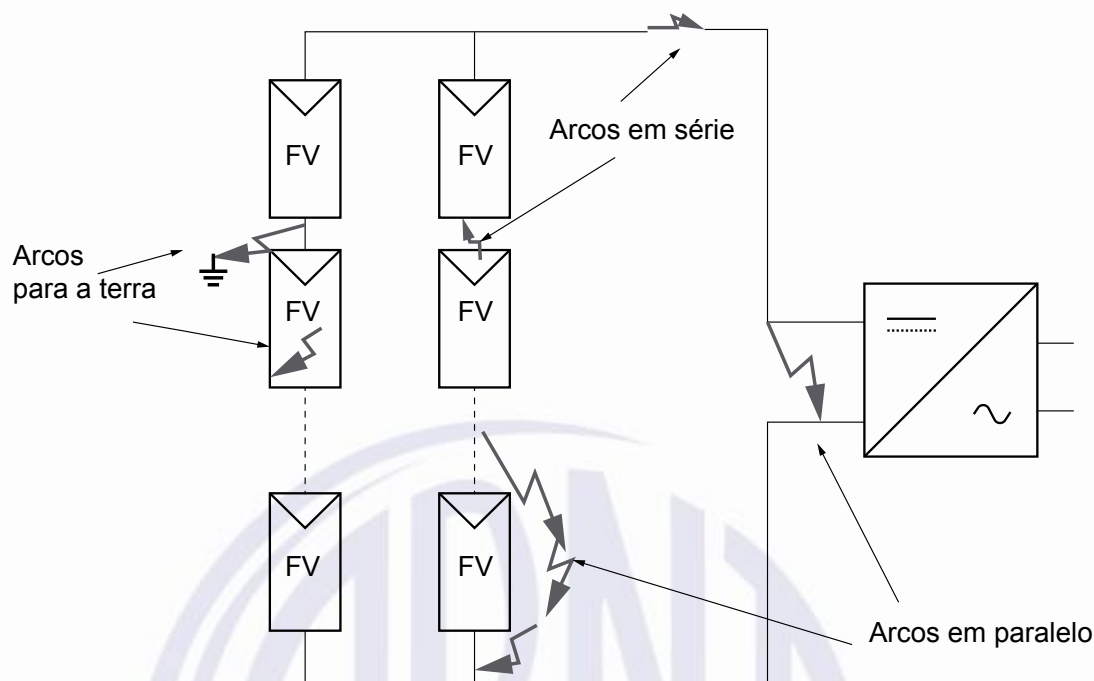 FV
FV
Arcos em série
Arcos
para a terra
FV
FV
FV
FV
Arcos em paralelo